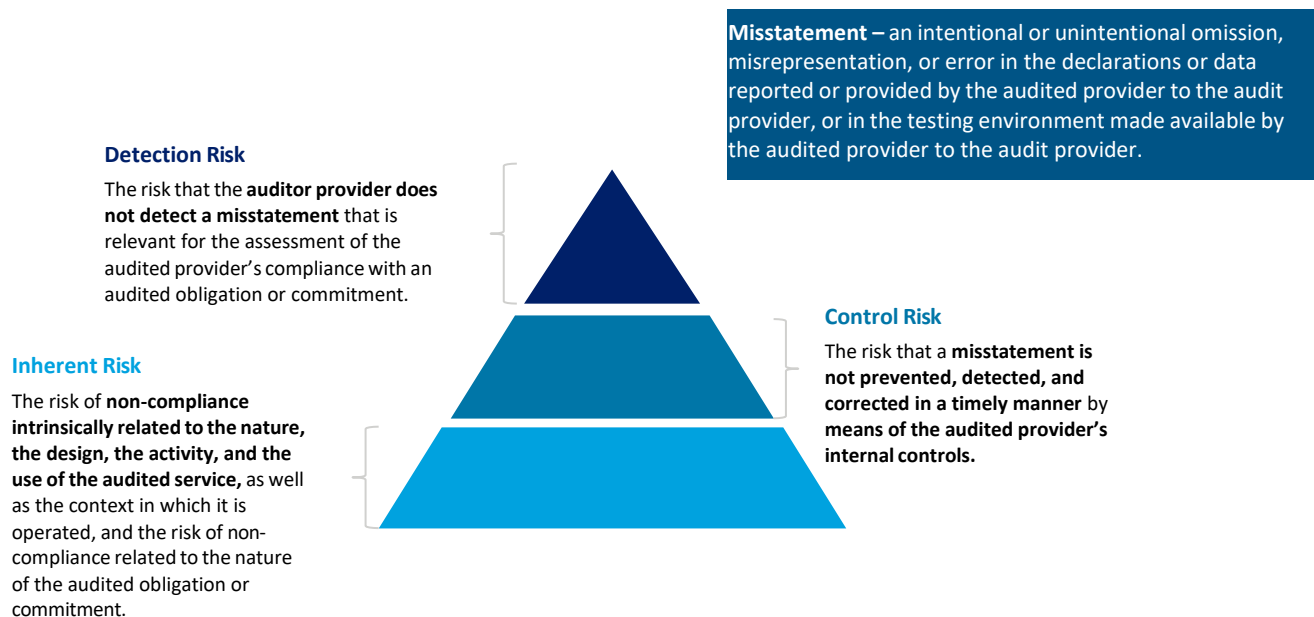 Misstatement – an intentional or unintentional omission,
misrepresentation, or error in the declarations or data
reported or provided by the audited provider to the audit
provider, or in the testing environment made available by
the audited provider to the audit provider.
Detection Risk
The risk that the auditor provider does
not detect a misstatement that is
relevant for the assessment of the
audited provider’s compliance with an
audited obligation or commitment.
Control Risk
The risk that a misstatement is
not prevented, detected, and
corrected in a timely manner by
means of the audited provider’s
internal controls.
Inherent Risk
The risk of non-compliance
intrinsically related to the nature,
the design, the activity, and the
use of the audited service, as well
as the context in which it is
operated, and the risk of non-
compliance related to the nature
of the audited obligation or
commitment.